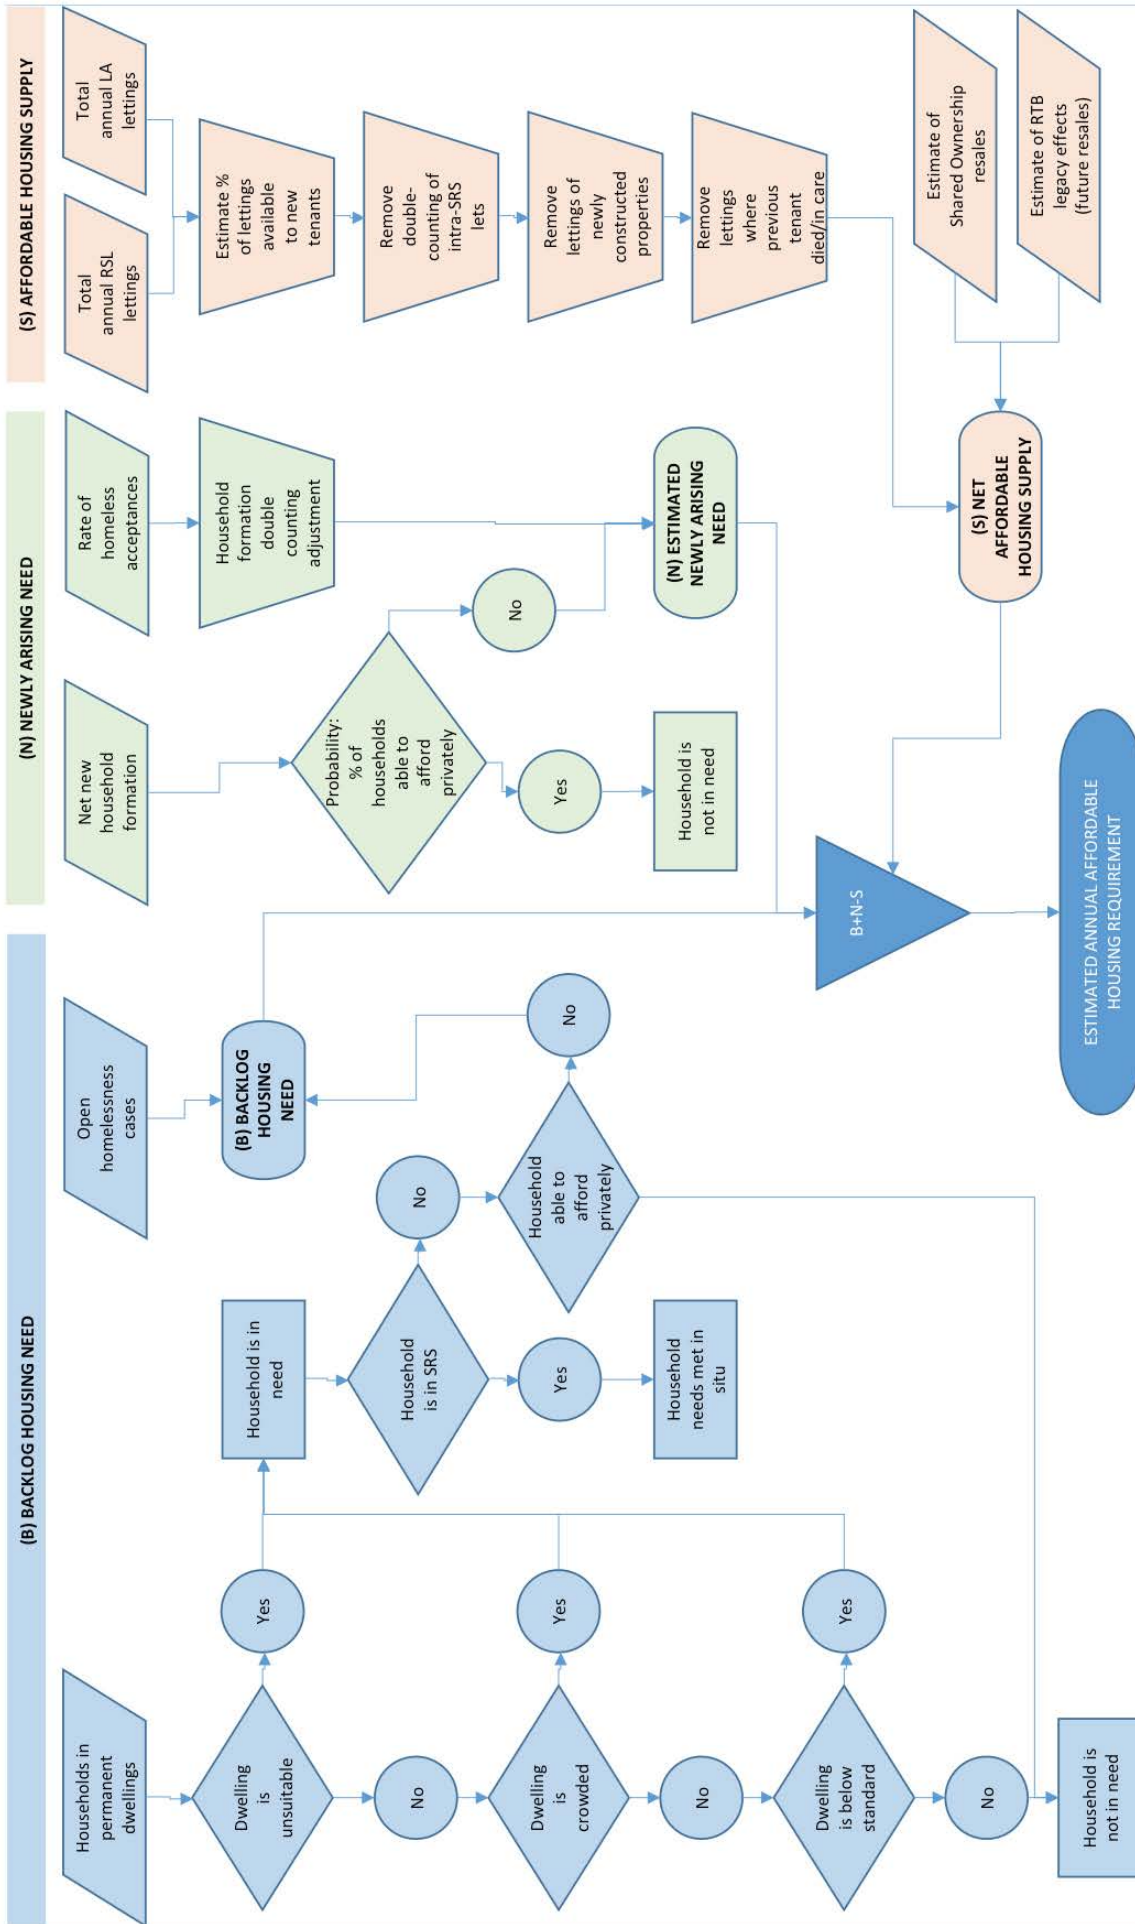 (B) BACKLOG HOUSING NEED
Households in
permanent
dwellings
Dwelling
is
unsuitable
Yes
No
Dwelling
is
crowded
Yes
No
Dwelling
is below
standard
Yes
No
Household is
not in need
Household is in
need
Household
is in SRS
Yes
Household
needs met in
situ
No
Household
able to
afford
privately
No
Open
homelessness
cases
(B) BACKLOG
HOUSING
NEED
(N) NEWLY ARISING NEED
Net new
household
formation
Probability:
% of
households
able to
afford
privately
Yes
Household is
not in need
No
Rate of
homeless
acceptances
Household
formation
double
counting
adjustment
(N) ESTIMATED
NEWLY ARISING
NEED
(S) AFFORDABLE HOUSING SUPPLY
Total
annual RSL
lettings
Total
annual LA
lettings
Estimate %
of lettings
available
to new
tenants
Remove
double-
counting of
intra-SRS
lets
Remove
lettings of
newly
constructed
properties
Remove
lettings
where
previous
tenant
died/in care
Estimate of
Shared Ownership
resales
Estimate of RTB
legacy effects
(future resales)
(S) NET
AFFORDABLE
HOUSING SUPPLY
B+N-S
ESTIMATED ANNUAL AFFORDABLE
HOUSING REQUIREMENT